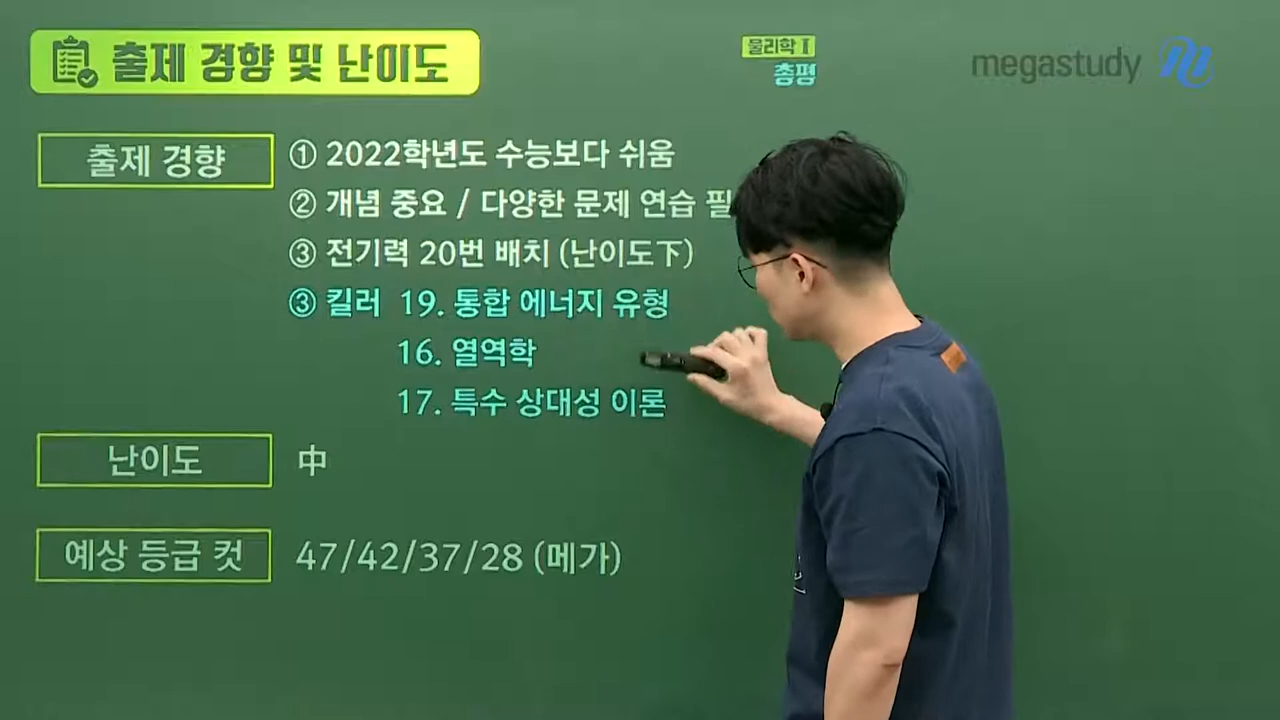 출제 경향 및 난이도
물리학 I
총평
megastudy
출제 경향
① 2022학년도 수능보다 쉬움
② 개념 중요 / 다양한 문제 연습
③ 전기력 20번 배치 (난이도下)
③ 킬러 19. 통합 에너지 유형
16. 열역학
17. 특수 상대성 이론
난이도
中
예상 등급 컷
47/42/37/28 (메가)